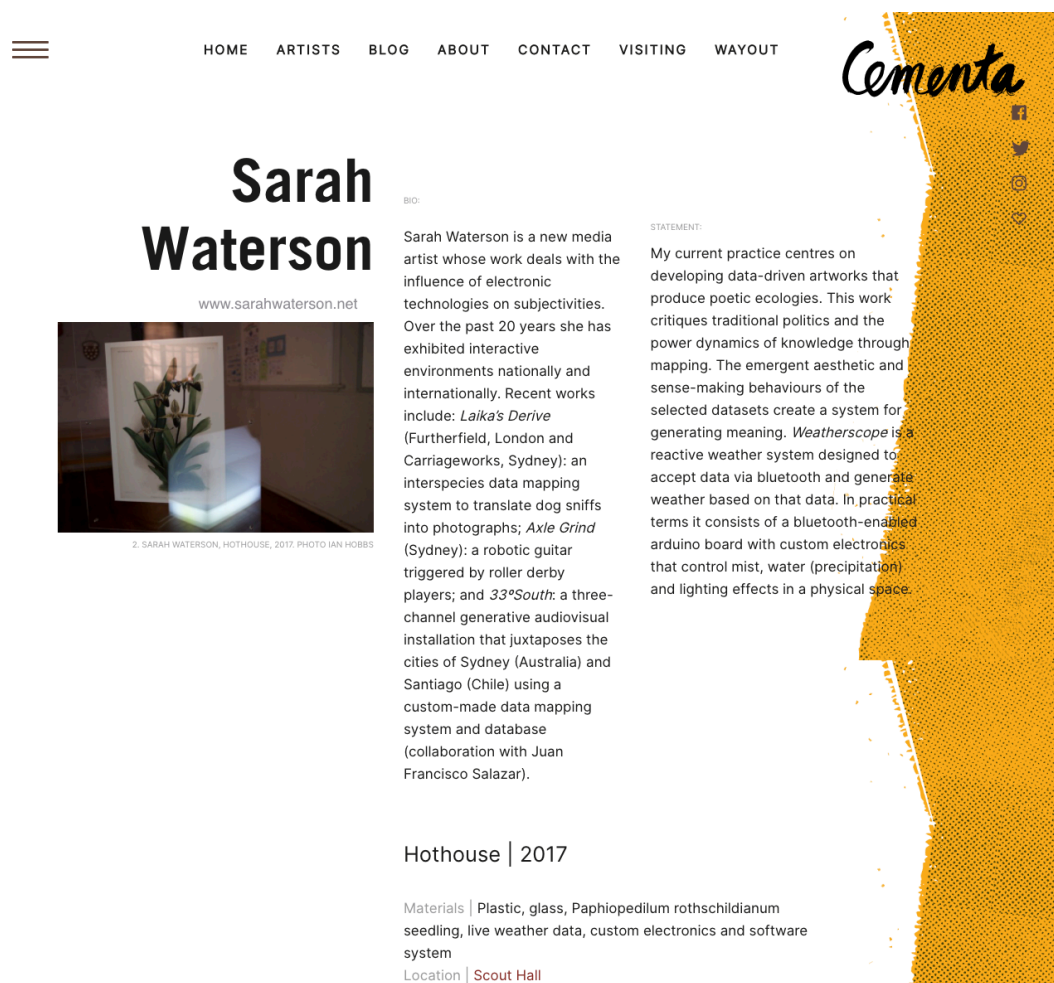 HOME ARTISTS BLOG ABOUT CONTACT VISITING WAYOUT
Cementa
Sarah
Waterson
www.sarahwaterson.net
2. SARAH WATERSON, HOTHOUSE, 2017. PHOTO IAN HOBBS
BIO:
Sarah Waterson is a new media
artist whose work deals with the
influence of electronic
technologies on subjectivities.
Over the past 20 years she has
exhibited interactive
environments nationally and
internationally. Recent works
include: Laika's Derive
(Furtherfield, London and
Carriageworks, Sydney): an
interspecies data mapping
system to translate dog sniffs
into photographs; Axle Grind
(Sydney): a robotic guitar
triggered by roller derby
players; and 33ºSouth: a three-
channel generative audiovisual
installation that juxtaposes the
cities of Sydney (Australia) and
Santiago (Chile) using a
custom-made data mapping
system and database
(collaboration with Juan
Francisco Salazar).
STATEMENT:
My current practice centres on
developing data-driven artworks that
produce poetic ecologies. This work
critiques traditional politics and the
power dynamics of knowledge through
mapping. The emergent aesthetic and
sense-making behaviours of the
selected datasets create a system for
generating meaning. Weatherscope is a
reactive weather system designed to
accept data via bluetooth and generate
weather based on that data. In practical
terms it consists of a bluetooth-enabled
arduino board with custom electronics
that control mist, water (precipitation)
and lighting effects in a physical space.
Hothouse | 2017
Materials | Plastic, glass, Paphiopedilum rothschildianum
seedling, live weather data, custom electronics and software
system
Location | Scout Hall